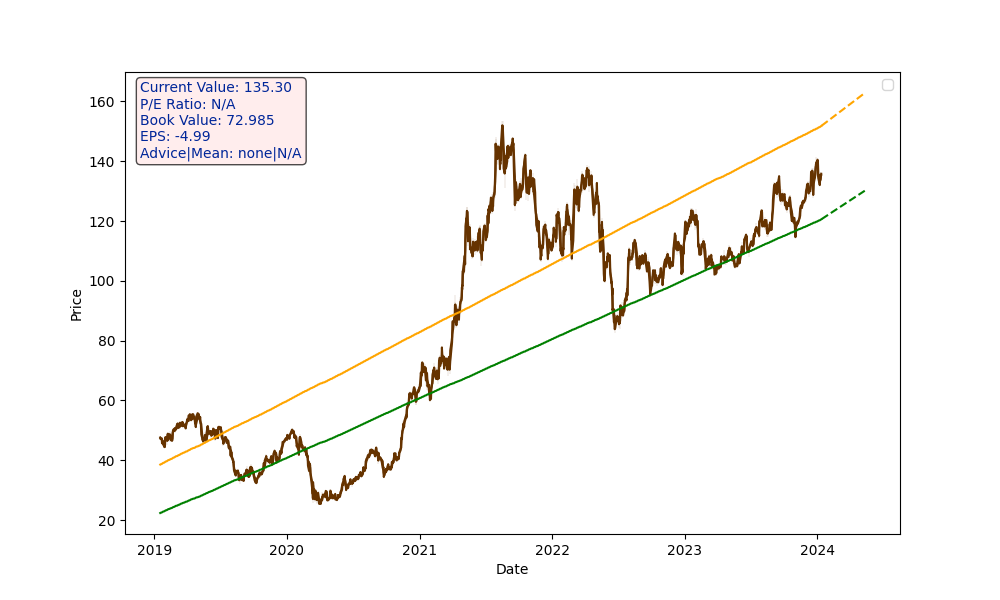 Current Value: 135.30
P/E Ratio: N/A
Book Value: 72.985
EPS: -4.99
Advice|Mean: none|N/A
Price
160
140
120
100
80
60
40
20
2019 2020 2021 2022 2023 2024
Date